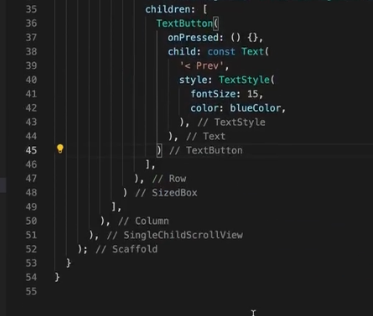 35 children: [
36 TextButton(
37 onPressed: () {},
38 child: const Text(
39 '< Prev',
40 style: TextStyle(
41 fontSize: 15,
42 color: blueColor,
43 ), // TextStyle
44 ), // Text
45 ) // TextButton
46 ],
47 ), // Row
48 ) // SizedBox
49 ],
50 ), // Column
51 ), // SingleChildScrollView
52 ); // Scaffold
53 }
54 }
55